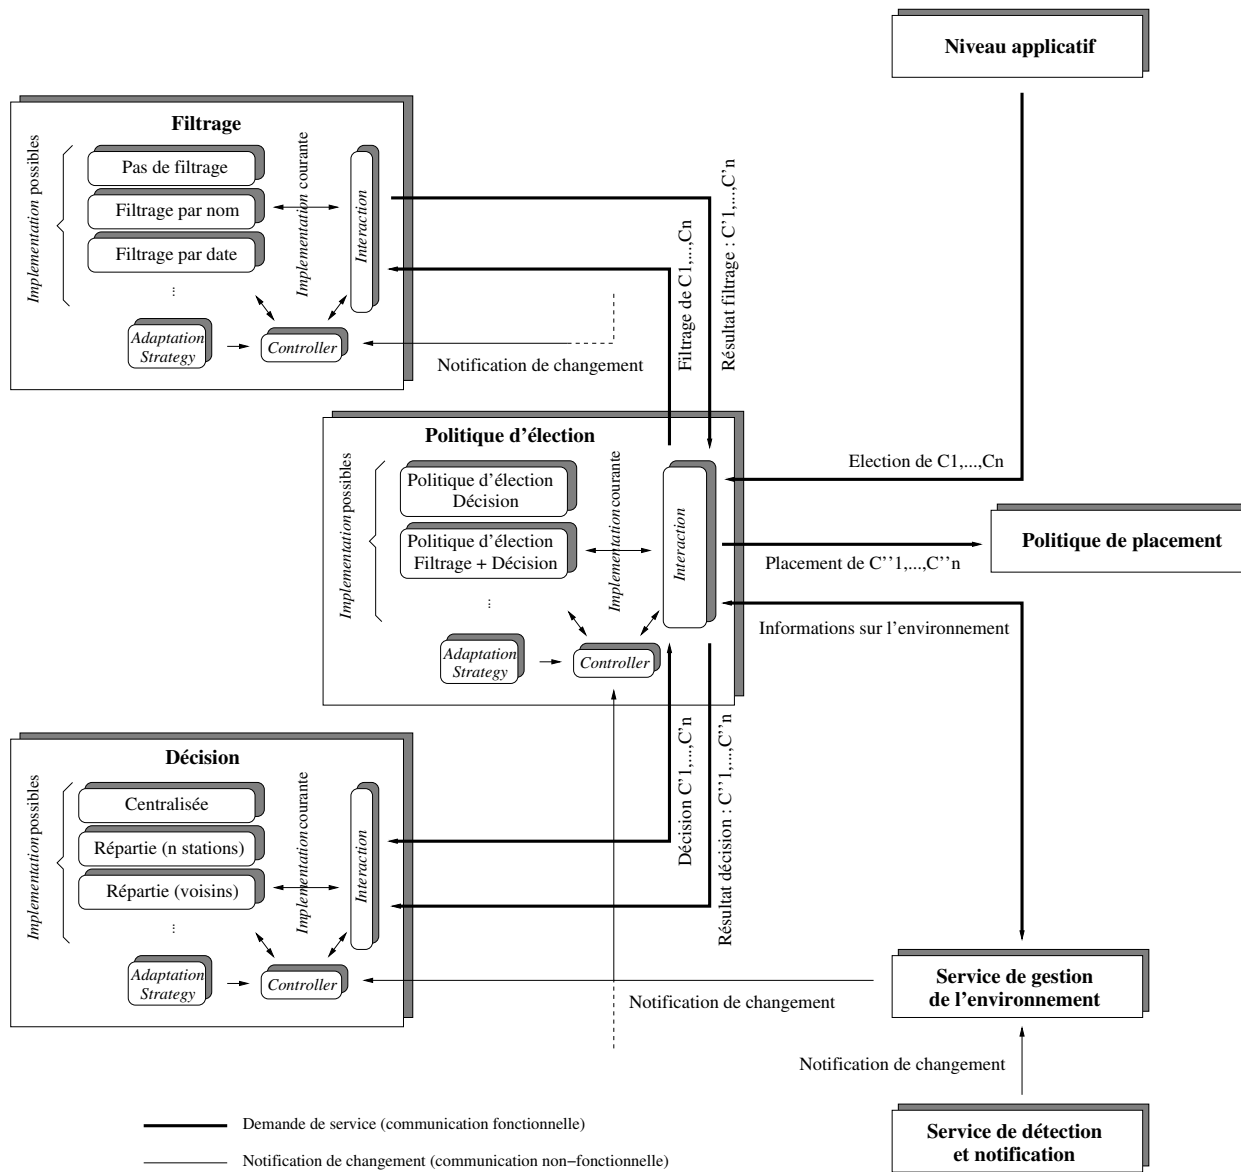 Niveau applicatif
Filtrage
Implementation possibles
Pas de filtrage
Filtrage par nom
Filtrage par date
...
Implementation courante
Interaction
Adaptation
Strategy
Controller
Notification de changement
Filtrage de C1,...,Cn
Résultat filtrage : C'1,...,C'n
Politique d'élection
Implementation possibles
Politique d'élection
Décision
Politique d'élection
Filtrage + Décision
...
Implementation courante
Interaction
Adaptation
Strategy
Controller
Election de C1,...,Cn
Politique de placement
Placement de C''1,...,C''n
Informations sur l'environnement
Décision C'1,...,C'n
Résultat décision : C''1,...,C''n
Décision
Implementation possibles
Centralisée
Répartie (n stations)
Répartie (voisins)
...
Implementation courante
Interaction
Adaptation
Strategy
Controller
Notification de changement
Service de gestion
de l'environnement
Notification de changement
Service de détection
et notification
Demande de service (communication fonctionnelle)
Notification de changement (communication non−fonctionnelle)